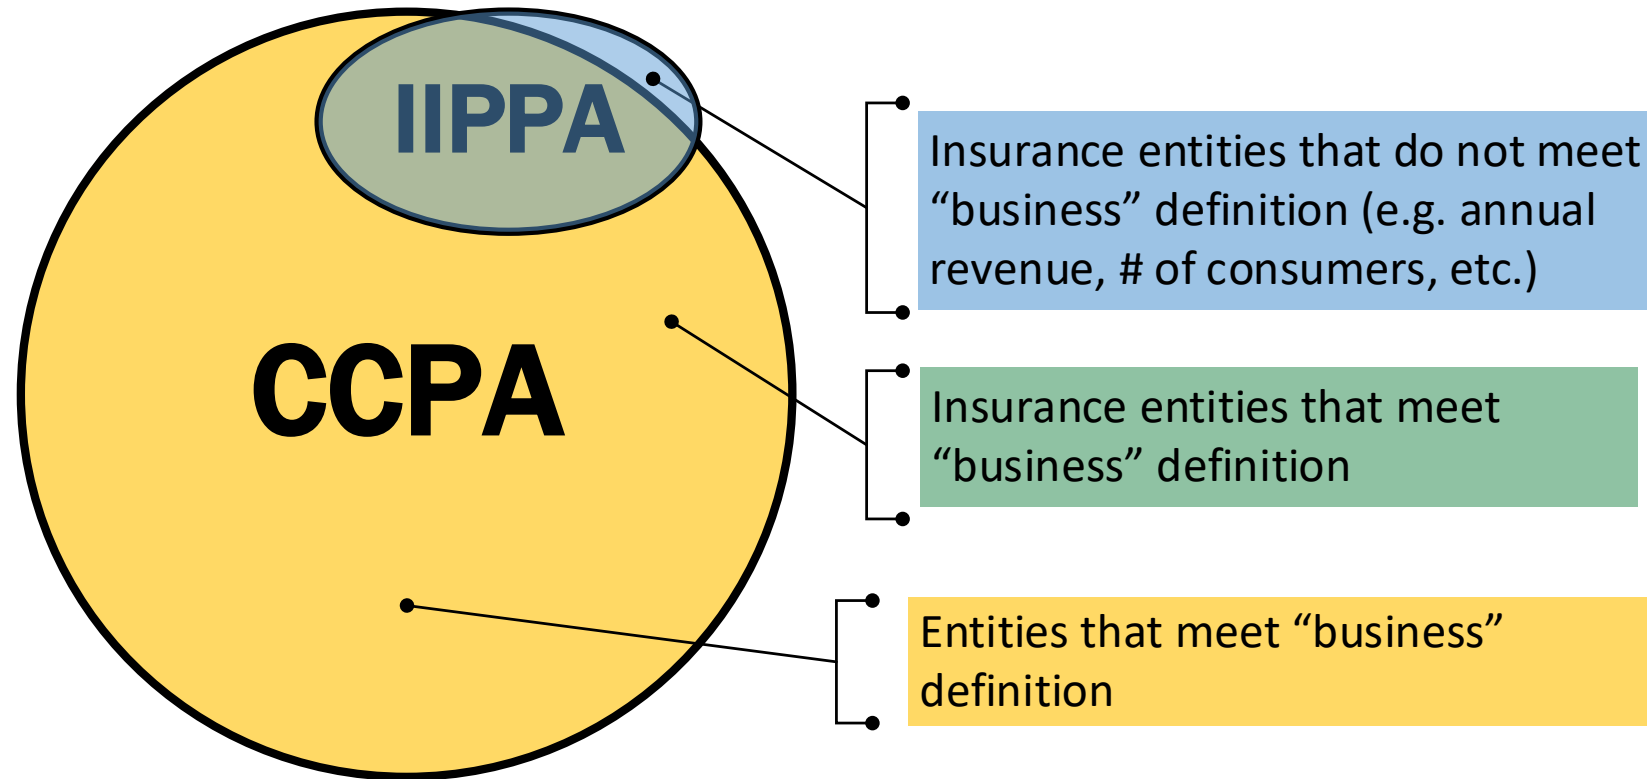 IIPPA
CCPA
Insurance entities that do not meet
“business” definition (e.g. annual
revenue, # of consumers, etc.)
Insurance entities that meet
“business” definition
Entities that meet “business”
definition